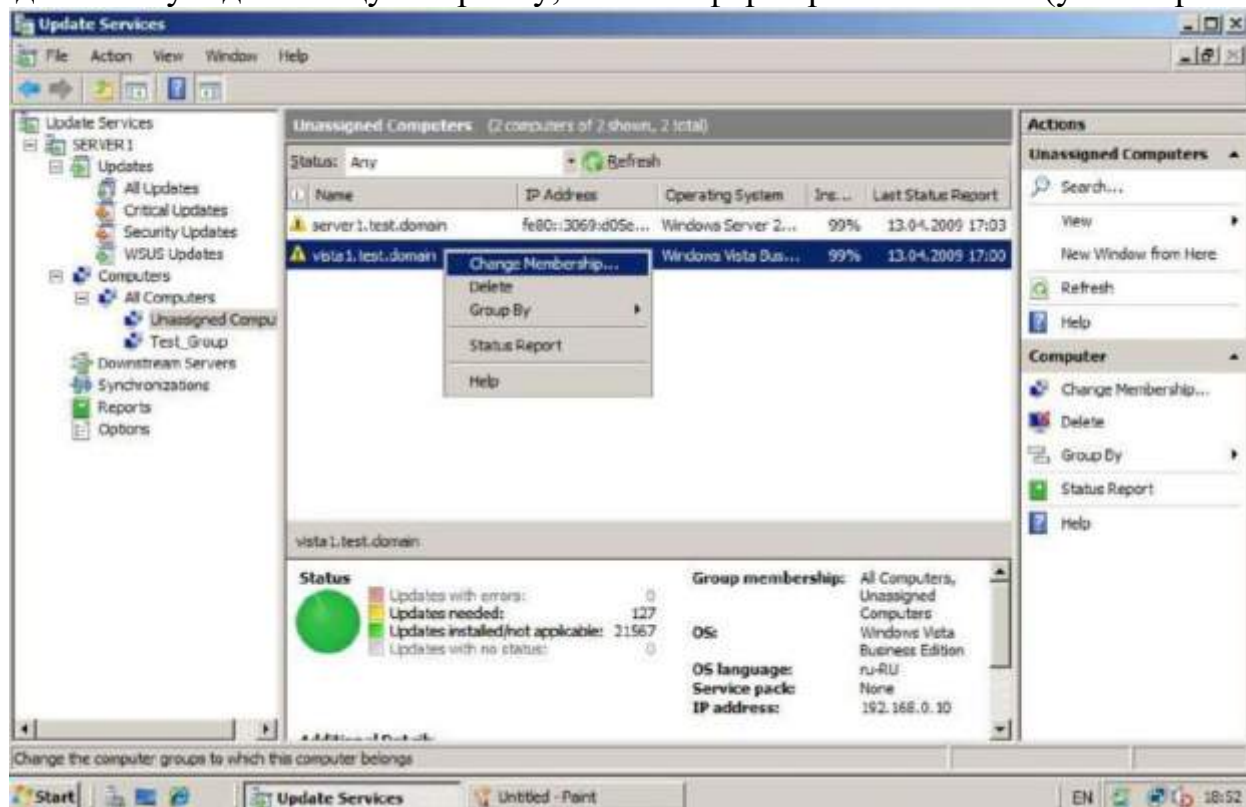 Update Services
File Action View Window Help
Update Services
SERVER1
Updates
All Updates
Critical Updates
Security Updates
WSUS Updates
Computers
All Computers
Unassigned Compu
Test_Group
Downstream Servers
Synchronizations
Reports
Options
Unassigned Computers (2 computers of 2 shown, 2 total)
Status: Any Refresh
Name IP Address Operating System Ins... Last Status Report
server1.test.domain fe80::3069:d05e... Windows Server 2... 99% 13.04.2009 17:03
vista1.test.domain Windows Vista Bus... 99% 13.04.2009 17:00
Change Membership...
Delete
Group By
Status Report
Help
vista1.test.domain
Status
Updates with errors: 0
Updates needed: 127
Updates installed/not applicable: 21567
Updates with no status: 0
Group membership: All Computers,
Unassigned
Computers
OS: Windows Vista
Business Edition
OS language: ru-RU
Service pack: None
IP address: 192.168.0.10
Actions
Unassigned Computers
Search...
View
New Window from Here
Refresh
Help
Computer
Change Membership...
Delete
Group By
Status Report
Help
Change the computer groups to which this computer belongs
Start Update Services Untitled - Paint EN 18:52